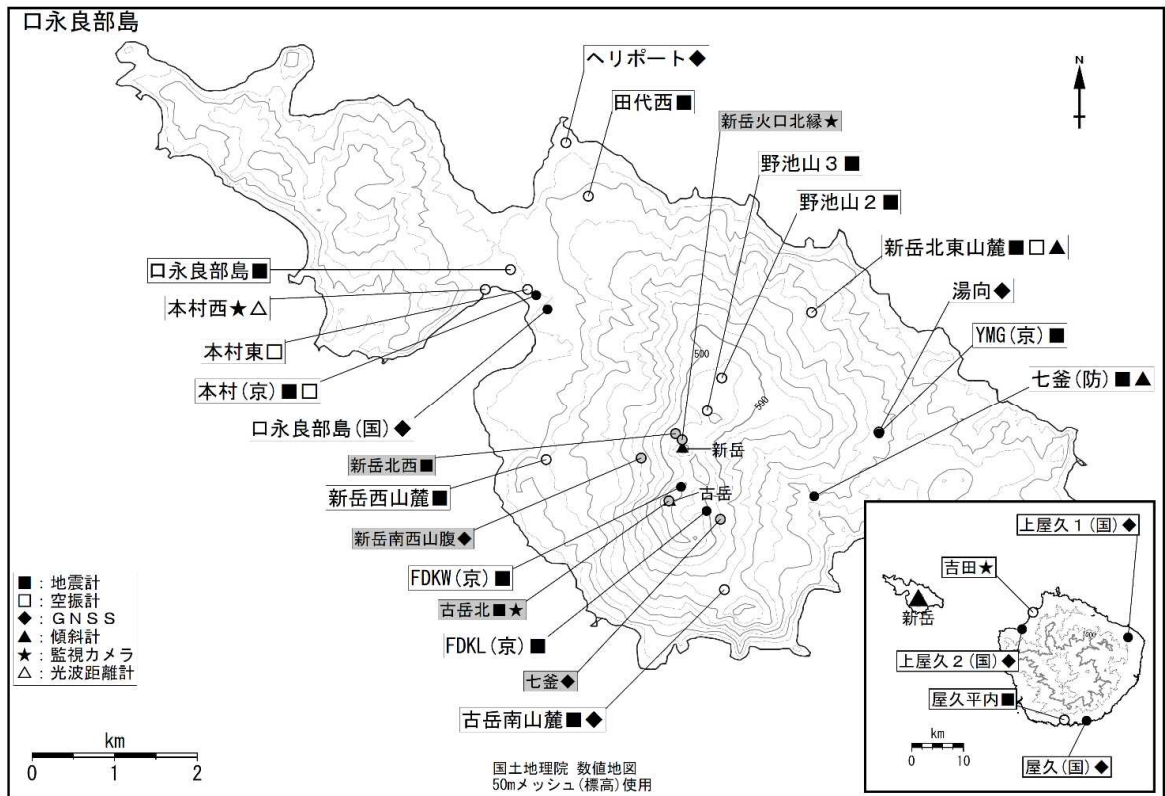 口永良部島
ヘリポート◆
田代西■
新岳火口北縁★
野池山3■
野池山2■
新岳北東山麓■□▲
湯向◆
YMG(京)■
七釜(防)■▲
口永良部島■
本村西★△
本村東□
本村(京)■□
口永良部島(国)◆
新岳北西■
新岳西山麓■
新岳南西山腹◆
FDKW(京)■
古岳北■★
FDKL(京)■
七釜◆
古岳南山麓■◆
新岳
古岳
500
500
N
■:地震計
□:空振計
◆:GNSS
▲:傾斜計
★:監視カメラ
△:光波距離計
km
0 1 2
国土地理院 数値地図
50mメッシュ(標高)使用
上屋久1(国)◆
吉田★
新岳
1000
上屋久2(国)◆
屋久平内■
km
0 10
屋久(国)◆